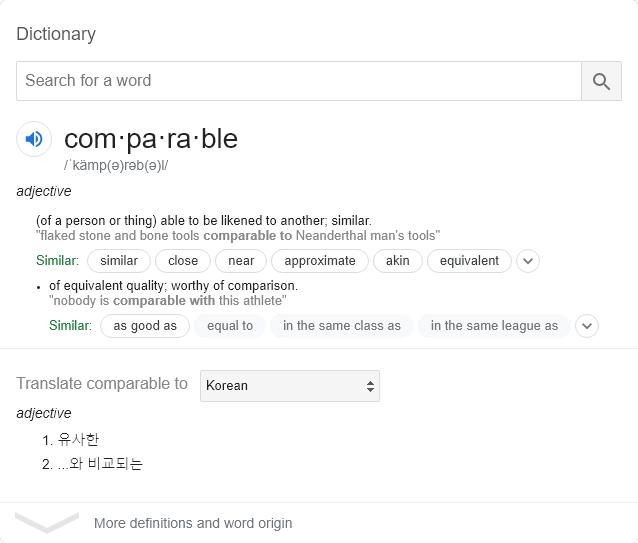 Dictionary
Search for a word
com·pa·ra·ble
/ˈkämp(ə)rəb(ə)l/
adjective
(of a person or thing) able to be likened to another; similar.
"flaked stone and bone tools comparable to Neanderthal man's tools"
Similar: similar close near approximate akin equivalent
• of equivalent quality; worthy of comparison.
"nobody is comparable with this athlete"
Similar: as good as equal to in the same class as in the same league as
Translate comparable to Korean
adjective
1. 유사한
2. ...와 비교되는
More definitions and word origin